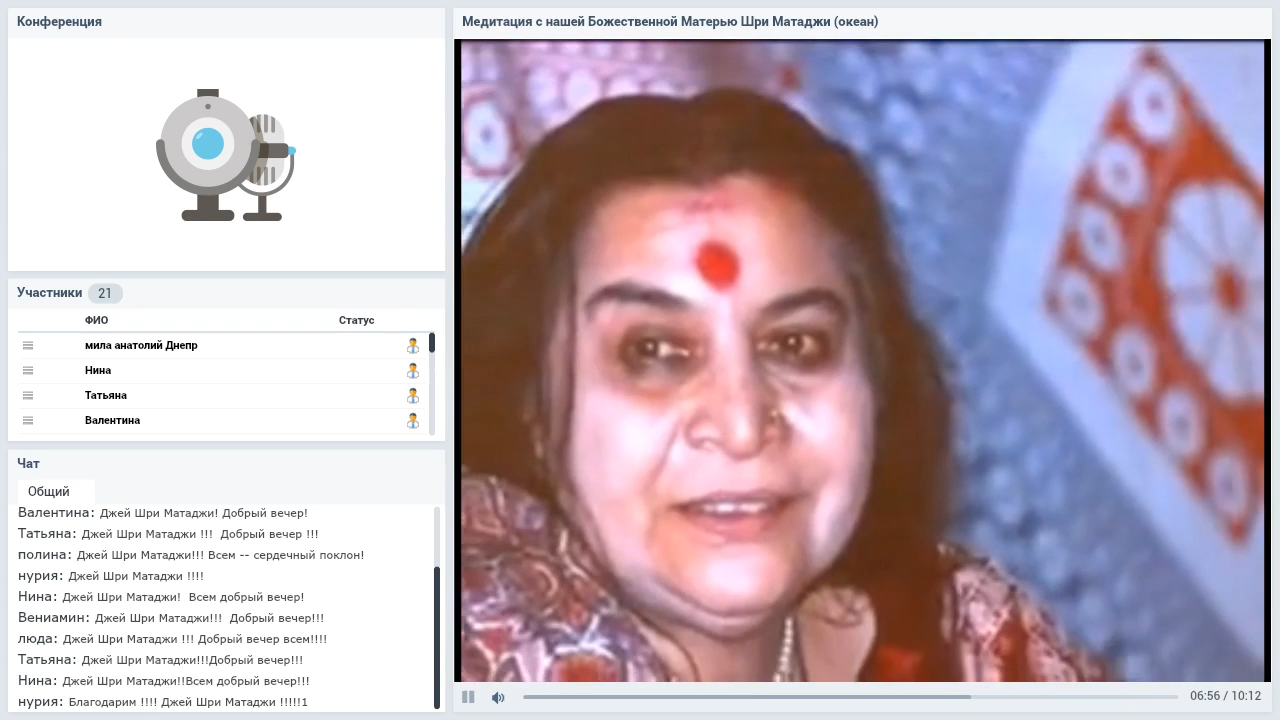 Конференция
Участники 21
ФИО Статус
мила анатолий Днепр
Нина
Татьяна
Валентина
Чат
Общий
Валентина: Джей Шри Матаджи! Добрый вечер!
Татьяна: Джей Шри Матаджи !!! Добрый вечер !!!
полина: Джей Шри Матаджи!!! Всем -- сердечный поклон!
нурия: Джей Шри Матаджи !!!!
Нина: Джей Шри Матаджи! Всем добрый вечер!
Вениамин: Джей Шри Матаджи!!! Добрый вечер!!!
люда: Джей Шри Матаджи !!! Добрый вечер всем!!!!
Татьяна: Джей Шри Матаджи!!!Добрый вечер!!!
Нина: Джей Шри Матаджи!!Всем добрый вечер!!!
нурия: Благодарим !!!! Джей Шри Матаджи !!!!!1
Медитация с нашей Божественной Матерью Шри Матаджи (океан)
06:56 / 10:12